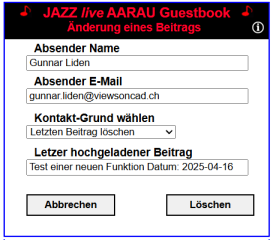 JAZZ live AARAU Guestbook
Änderung eines Beitrags
Absender Name
Gunnar Liden
Absender E-Mail
gunnar.liden@viewsoncad.ch
Kontakt-Grund wählen
Letzten Beitrag löschen
Letzer hochgeladener Beitrag
Test einer neuen Funktion Datum: 2025-04-16
Abbrechen Löschen